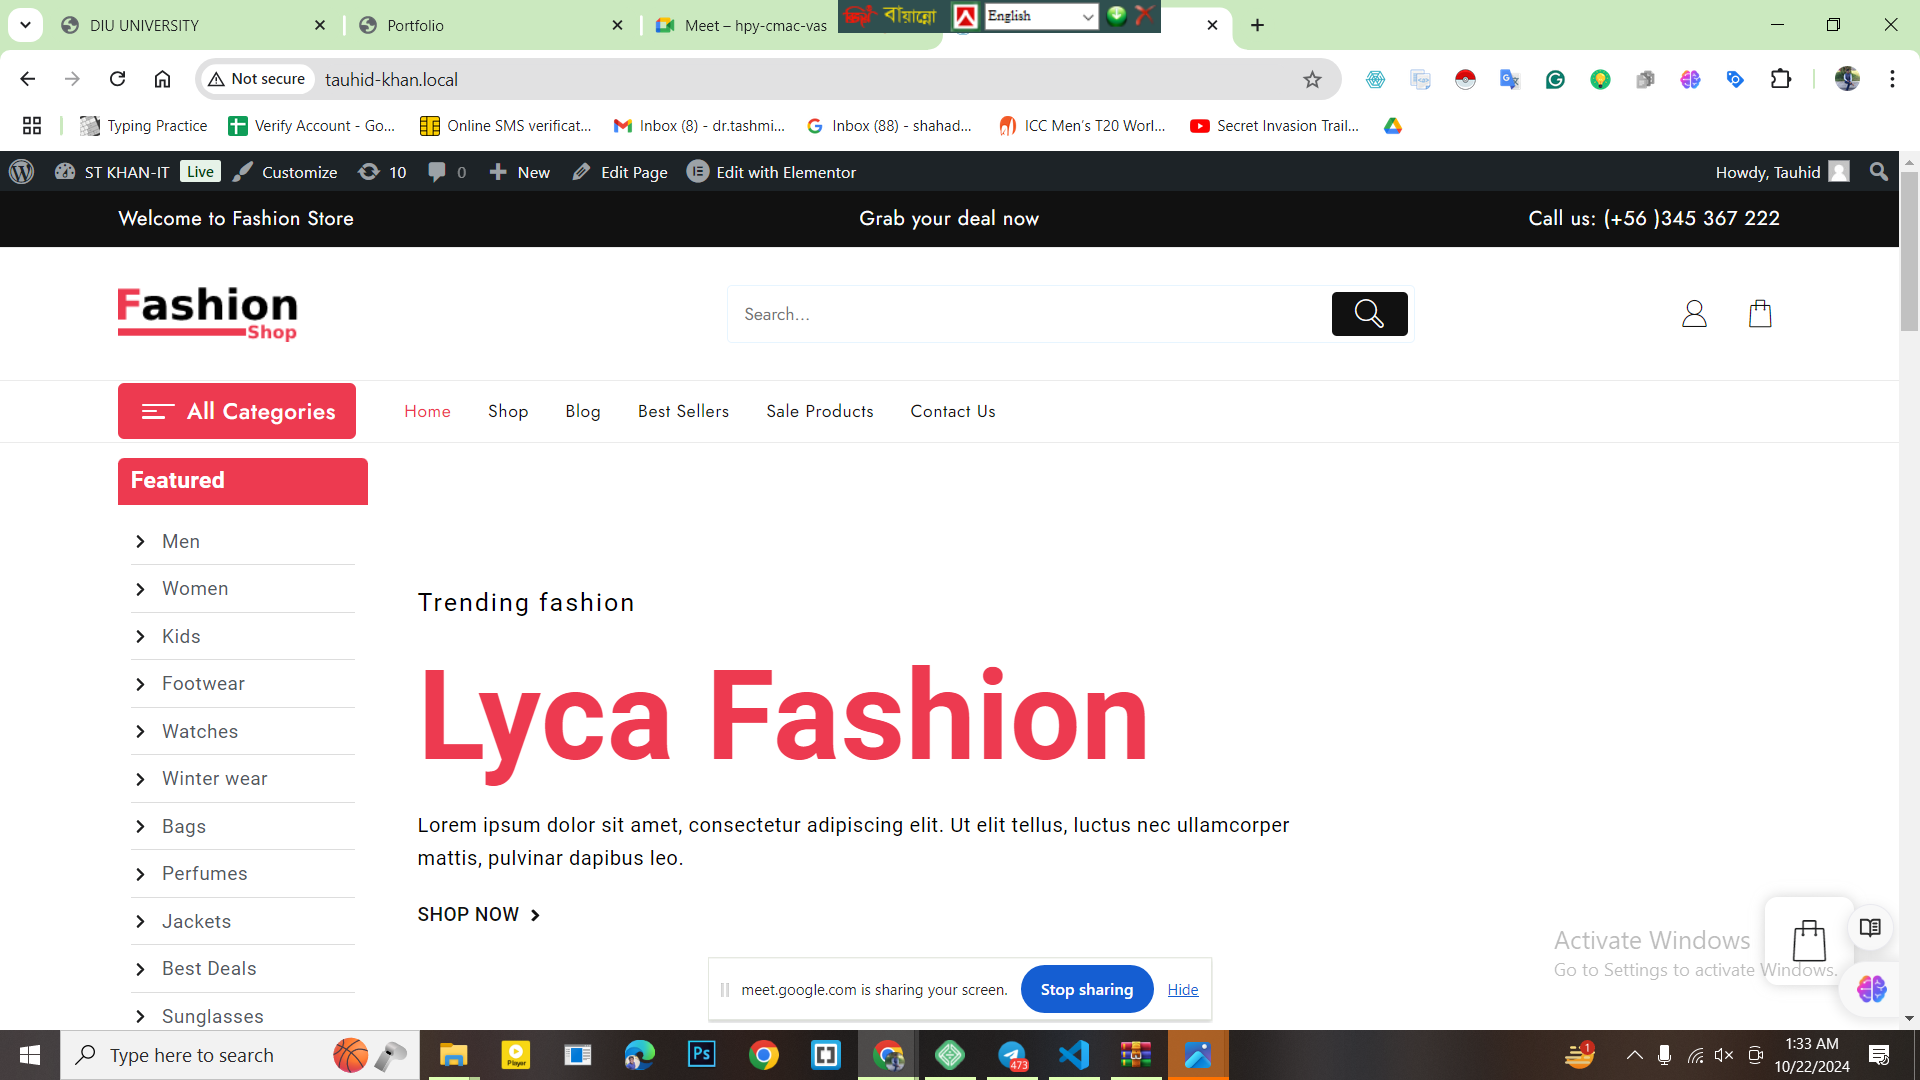 DIU UNIVERSITY
Portfolio
Meet – hpy-cmac-vas
বায়ান্নো
English
Not secure
tauhid-khan.local
Typing Practice
Verify Account - Go...
Online SMS verificat...
Inbox (8) - dr.tashmi...
Inbox (88) - shahad...
ICC Men's T20 Worl...
Secret Invasion Trail...
ST KHAN-IT
Live
Customize
10
0
New
Edit Page
Edit with Elementor
Howdy, Tauhid
Welcome to Fashion Store
Grab your deal now
Call us: (+56 )345 367 222
Fashion
Shop
Search...
All Categories
Home
Shop
Blog
Best Sellers
Sale Products
Contact Us
Featured
Men
Women
Kids
Footwear
Watches
Winter wear
Bags
Perfumes
Jackets
Best Deals
Sunglasses
Trending fashion
Lyca Fashion
Lorem ipsum dolor sit amet, consectetur adipiscing elit. Ut elit tellus, luctus nec ullamcorper
mattis, pulvinar dapibus leo.
SHOP NOW
Activate Windows
Go to Settings to activate Windows.
meet.google.com is sharing your screen.
Stop sharing
Hide
Type here to search
Player
Ps
473
1
1:33 AM
10/22/2024